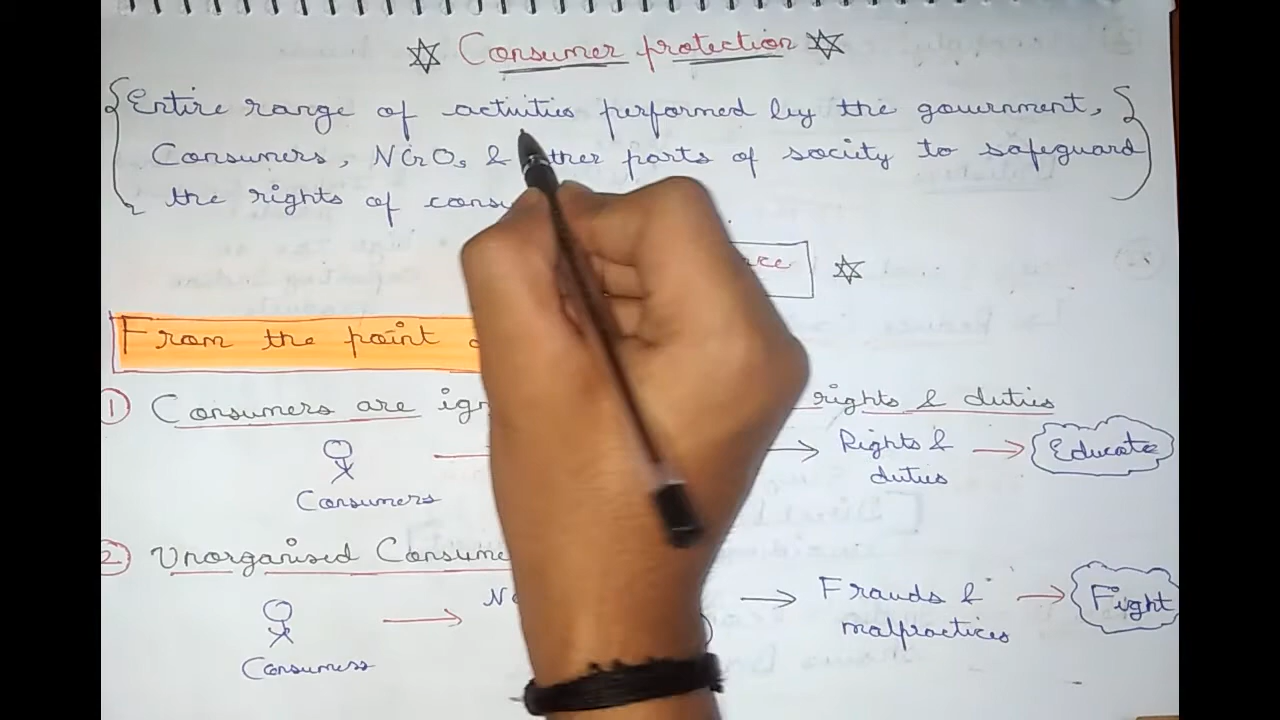 Consumer protection
Entire range of activities performed by the government,
Consumers, NGOs & other parts of society to safeguard
the rights of
From the point
1 Consumers are rights & duties
Rights & duties
Educate
Consumers
2 Unorganised
Frauds & malpractices
Fight
Consumers